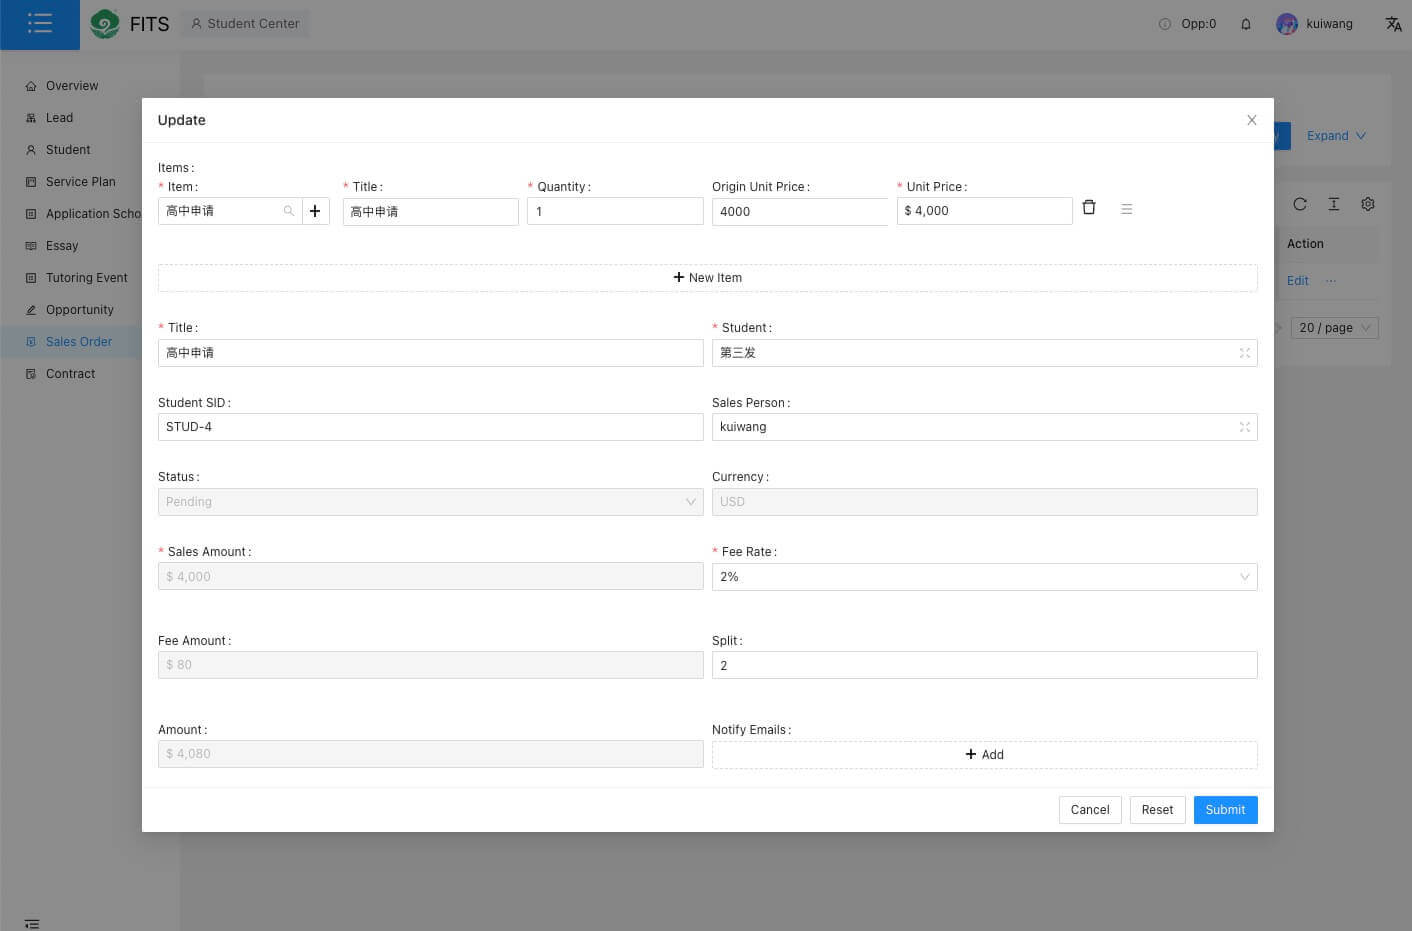 FITS
Student Center
Opp:0
kuiwang
Overview
Lead
Student
Service Plan
Application Scho
Essay
Tutoring Event
Opportunity
Sales Order
Contract
Expand
Action
Edit ···
20 / page
Update
Items :
* Item :
* Title :
* Quantity :
Origin Unit Price :
* Unit Price :
高中申请
高中申请
1
4000
$ 4,000
New Item
* Title :
* Student :
高中申请
第三发
Student SID :
Sales Person :
STUD-4
kuiwang
Status :
Currency :
Pending
USD
* Sales Amount :
* Fee Rate :
$ 4,000
2%
Fee Amount :
Split :
$ 80
2
Amount :
Notify Emails :
$ 4,080
Add
Cancel
Reset
Submit